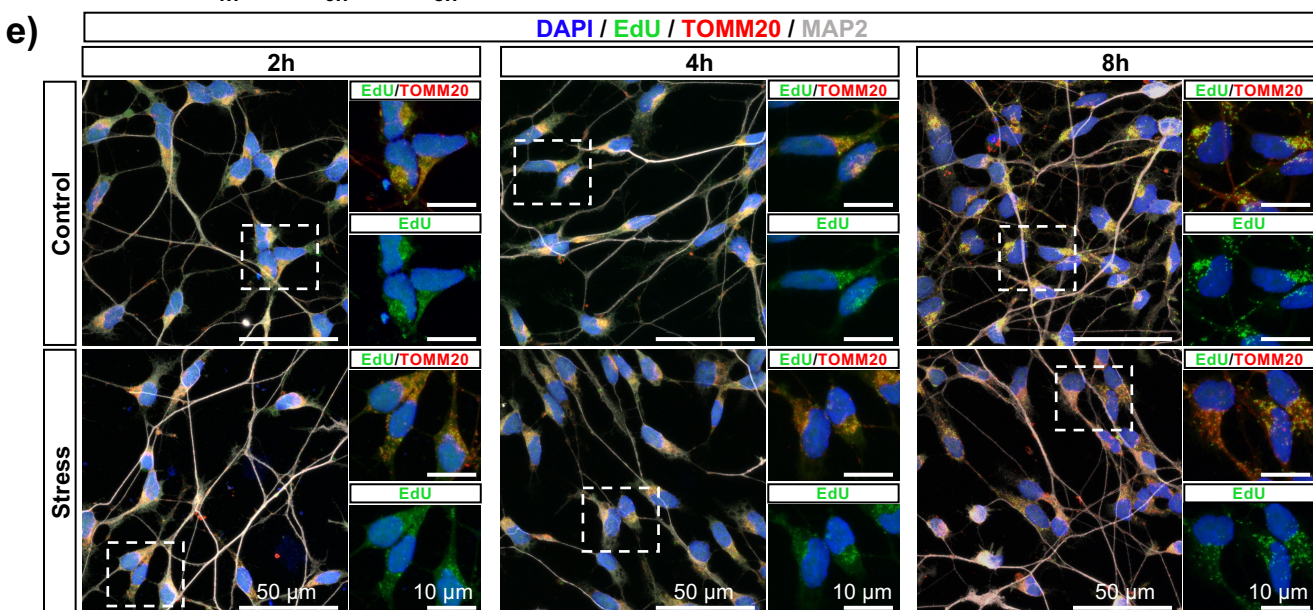 e)
DAPI / EdU / TOMM20 / MAP2
2h
4h
8h
Control
EdU/TOMM20
EdU
EdU/TOMM20
EdU
EdU/TOMM20
EdU
Stress
EdU/TOMM20
EdU
50 µm
10 µm
EdU/TOMM20
EdU
50 µm
10 µm
EdU/TOMM20
EdU
50 µm
10 µm